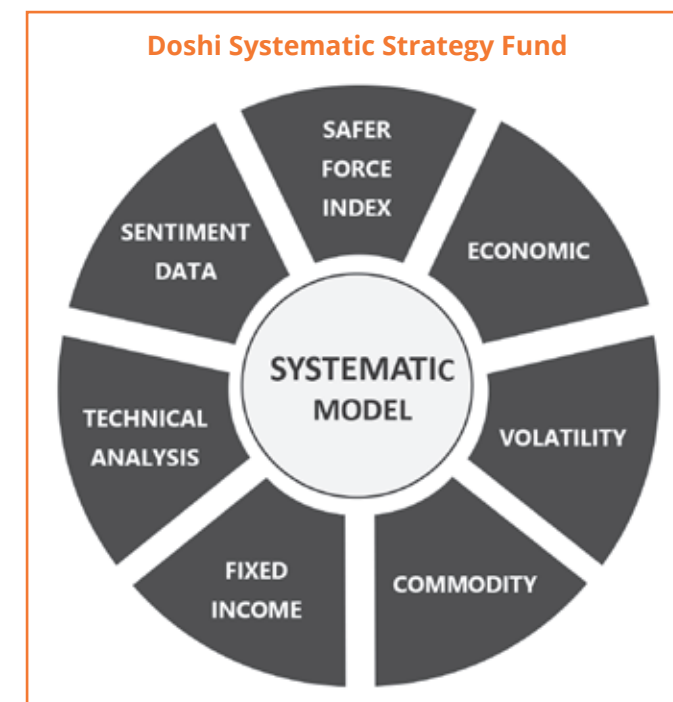 Doshi Systematic Strategy Fund
SAFER
FORCE
INDEX
ECONOMIC
VOLATILITY
COMMODITY
FIXED
INCOME
TECHNICAL
ANALYSIS
SENTIMENT
DATA
SYSTEMATIC
MODEL